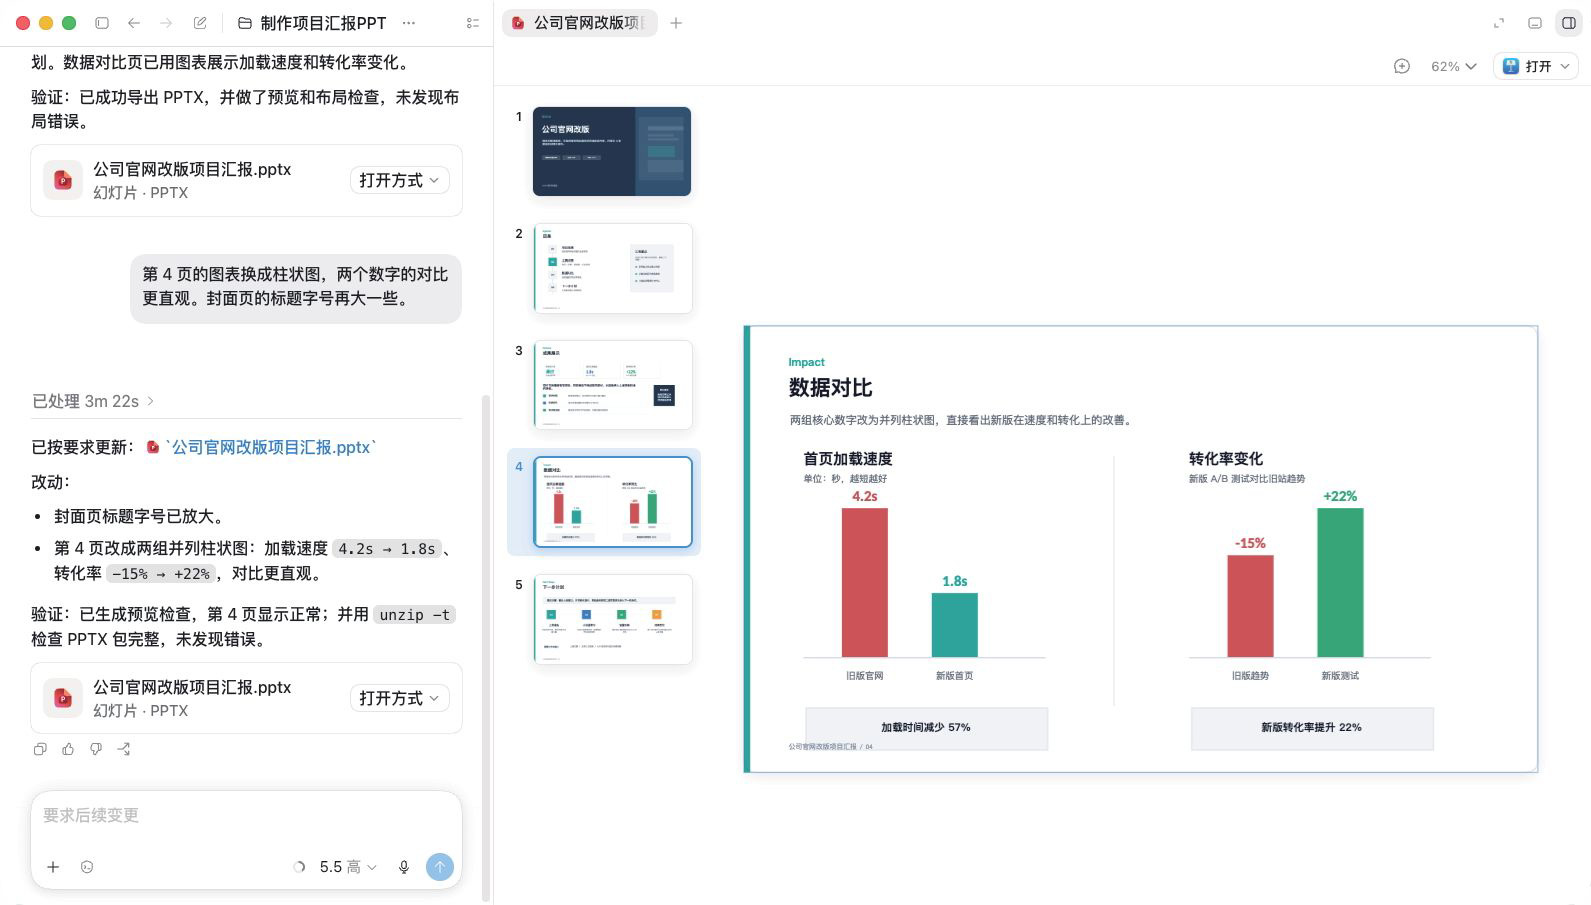 制作项目汇报PPT
划。数据对比页已用图表展示加载速度和转化率变化。
验证：已成功导出 PPTX，并做了预览和布局检查，未发现布
局错误。
公司官网改版项目汇报.pptx
幻灯片 · PPTX
打开方式
第 4 页的图表换成柱状图，两个数字的对比
更直观。封面页的标题字号再大一些。
已处理 3m 22s
已按要求更新： `公司官网改版项目汇报.pptx`
改动：
• 封面页标题字号已放大。
• 第 4 页改成两组并列柱状图：加载速度 4.2s → 1.8s、
转化率 −15% → +22%，对比更直观。
验证：已生成预览检查，第 4 页显示正常；并用 unzip −t
检查 PPTX 包完整，未发现错误。
公司官网改版项目汇报.pptx
幻灯片 · PPTX
打开方式
要求后续变更
5.5 高
公司官网改版项
62%
打开
1
公司官网改版
2
目录
3
成果展示
4
数据对比
5
下一步计划
Impact
数据对比
两组核心数字改为并列柱状图，直接看出新版在速度和转化上的改善。
首页加载速度
单位：秒，越短越好
4.2s
1.8s
旧版官网
新版首页
加载时间减少 57%
转化率变化
新版 A/B 测试对比旧站趋势
-15%
+22%
旧版趋势
新版测试
新版转化率提升 22%
公司官网改版项目汇报 / 04